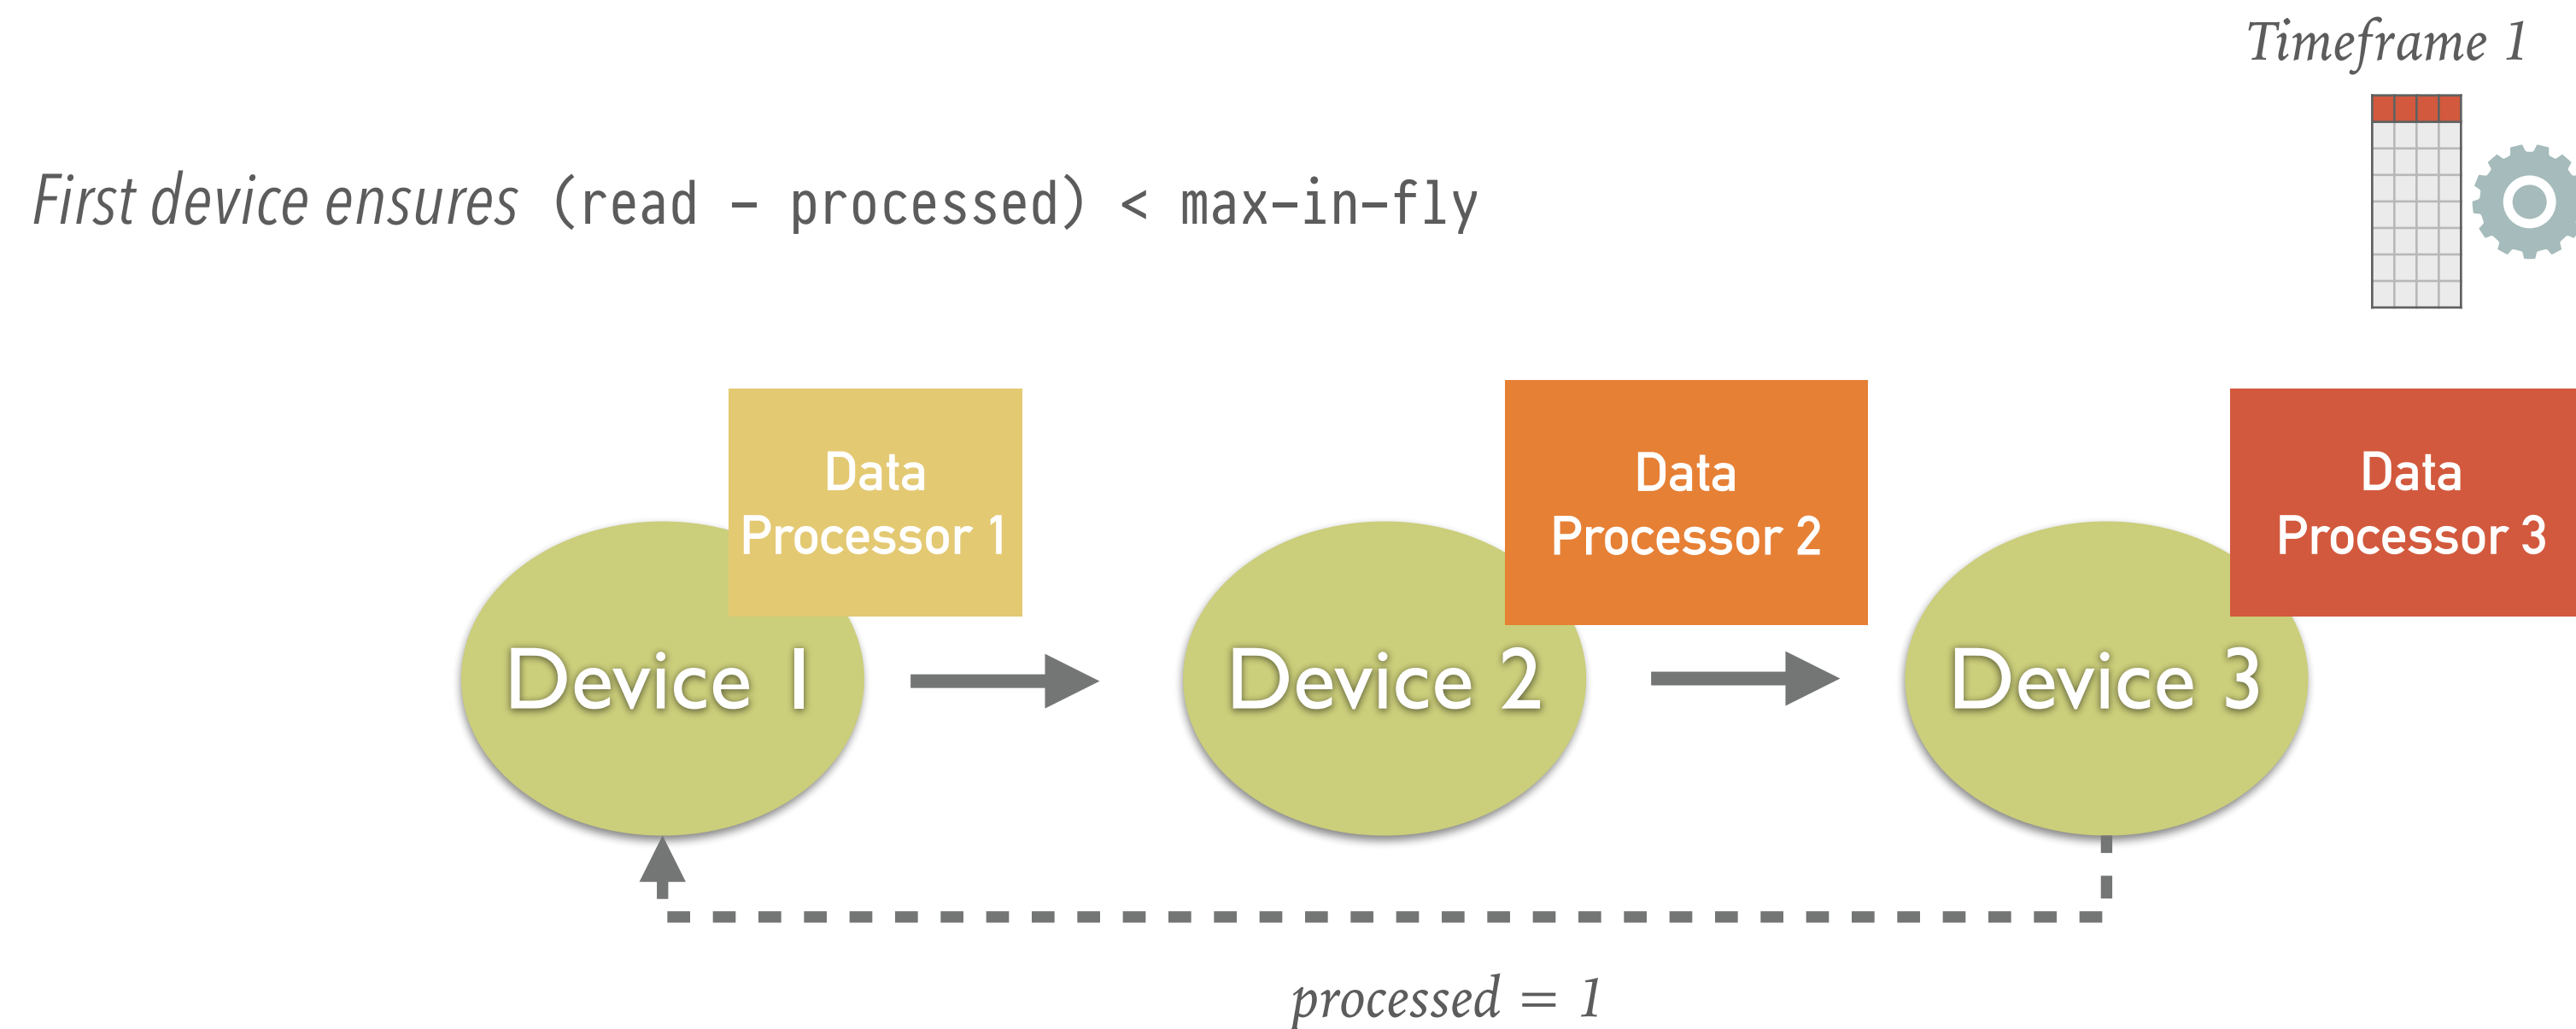 Timeframe 1
First device ensures (read - processed) < max-in-fly
Data
Processor 1
Data
Processor 2
Data
Processor 3
Device 1
Device 2
Device 3
processed = 1